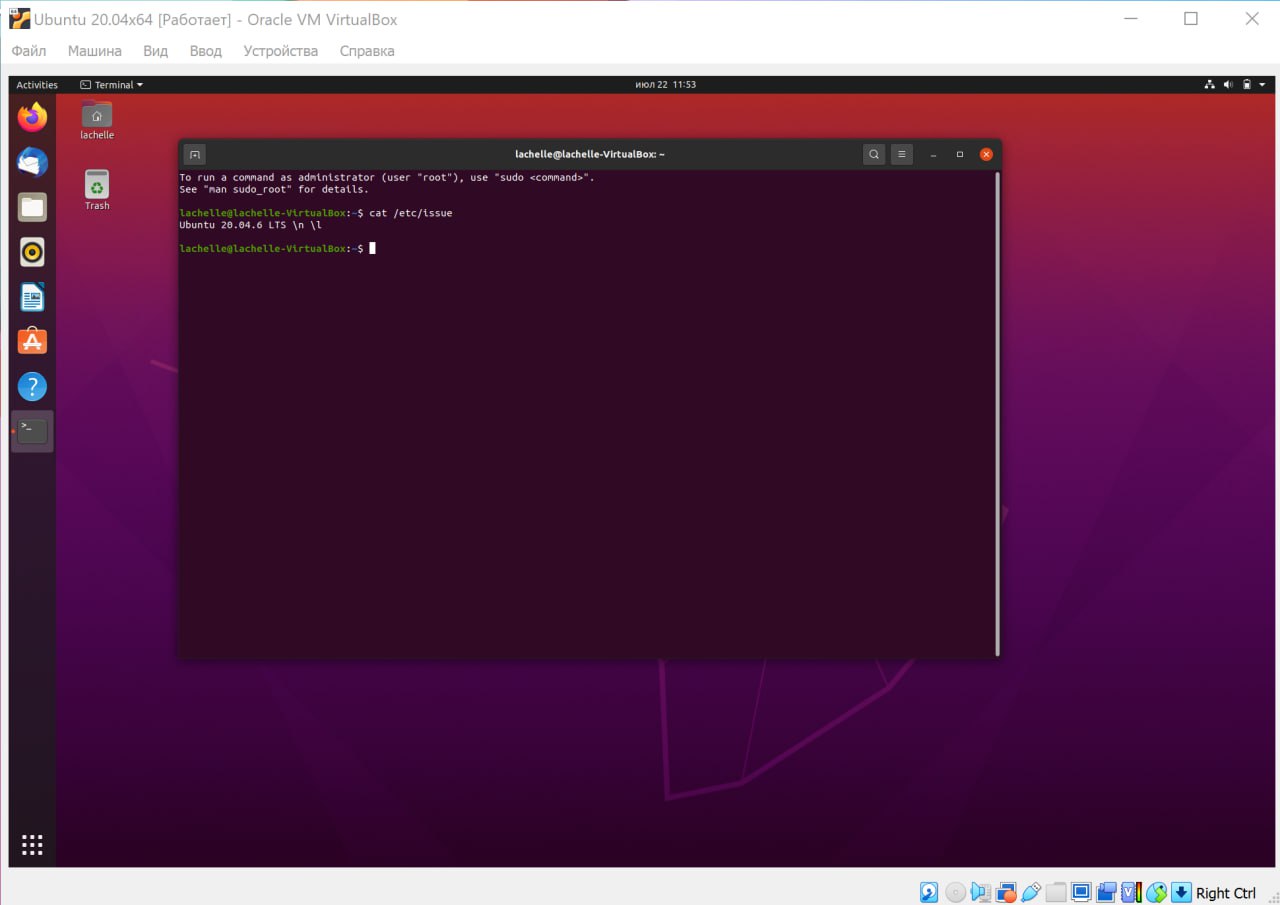 Ubuntu 20.04x64 [Работает] - Oracle VM VirtualBox
Файл Машина Вид Ввод Устройства Справка
Activities Terminal июл 22 11:53
lachelle
Trash
lachelle@lachelle-VirtualBox: ~
To run a command as administrator (user "root"), use "sudo <command>".
See "man sudo_root" for details.
lachelle@lachelle-VirtualBox:~$ cat /etc/issue
Ubuntu 20.04.6 LTS \n \l
lachelle@lachelle-VirtualBox:~$
Right Ctrl